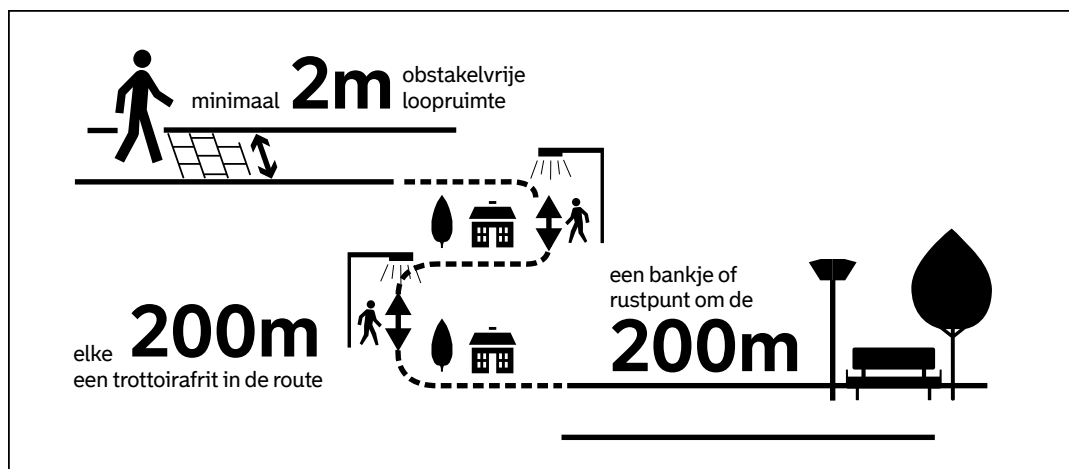 minimaal 2m obstakelvrije
loopruimte
een bankje of
rustpunt om de
200m
elke 200m
een trottoirafrit in de route